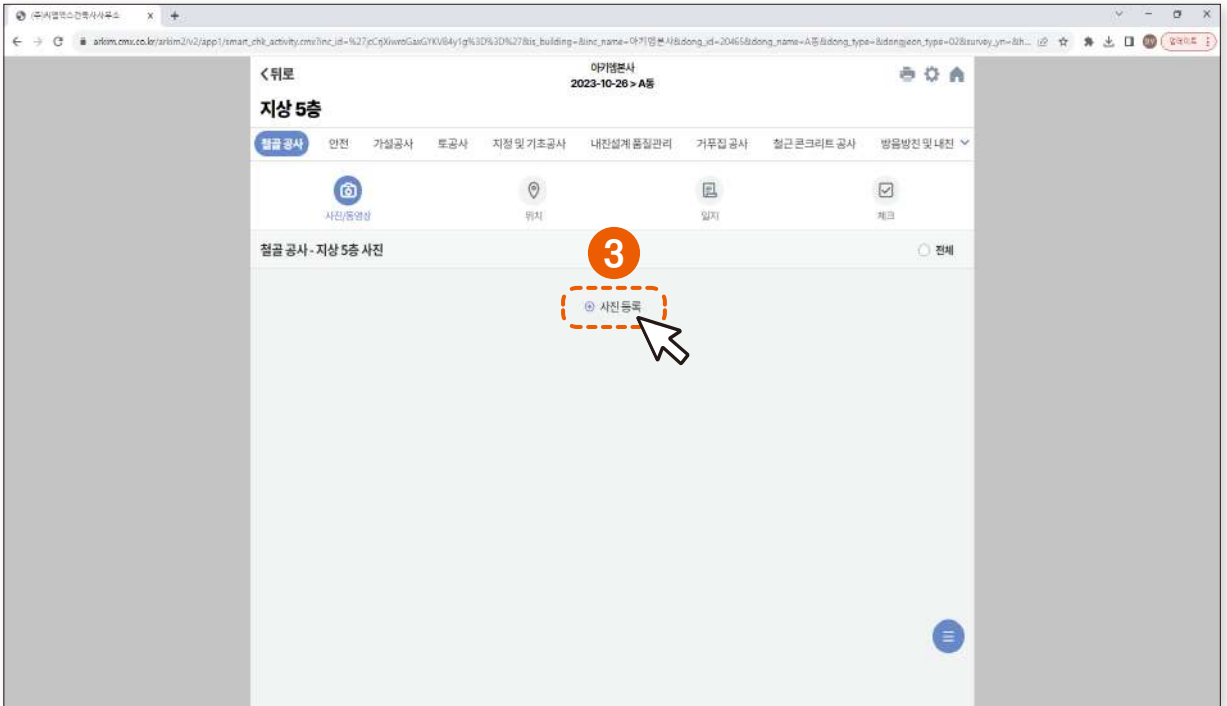 (주)씨엠엑스건축사사무소
업데이트
<뒤로
아키엠본사
2023-10-26 > A동
지상 5층
철골 공사 안전 가설공사 토공사 지정 및 기초공사 내진설계 품질관리 거푸집 공사 철근 콘크리트 공사 방음방진 및 내진
사진/동영상 위치 일지 체크
철골 공사 - 지상 5층 사진 전체
3
사진 등록